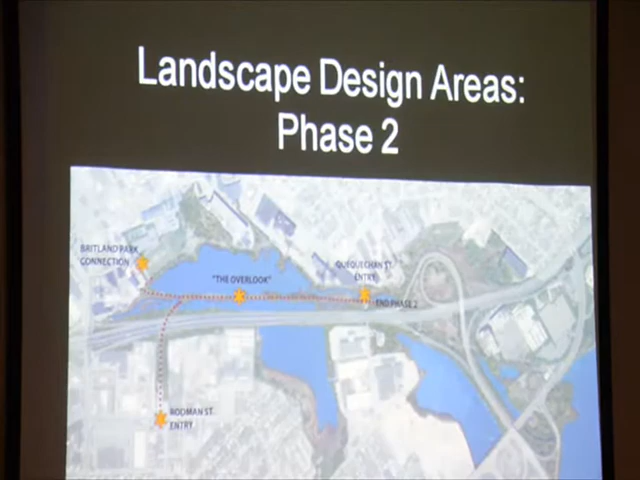 Landscape Design Areas:
Phase 2
BRITLAND PARK
CONNECTION
"THE OVERLOOK"
QUEQUECHAN ST.
ENTRY
END PHASE 2
RODMAN ST.
ENTRY